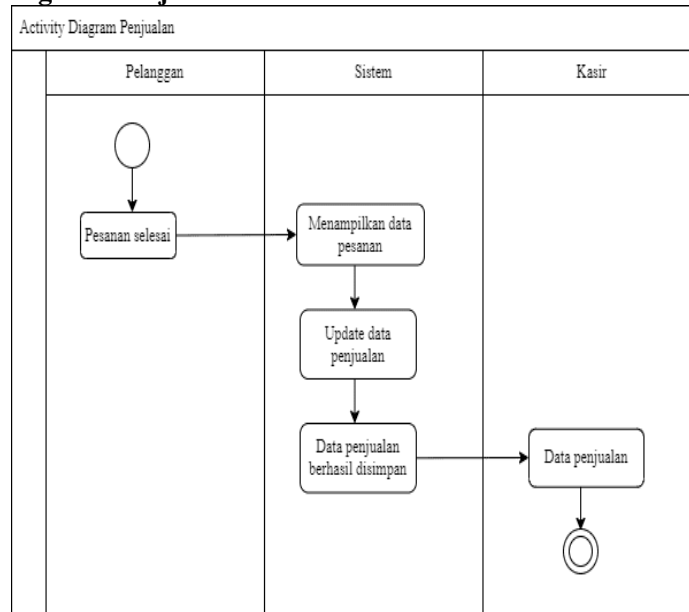 Activity Diagram Penjualan
Pelanggan
Sistem
Kasir
Pesanan selesai
Menampilkan data
pesanan
Update data
penjualan
Data penjualan
berhasil disimpan
Data penjualan